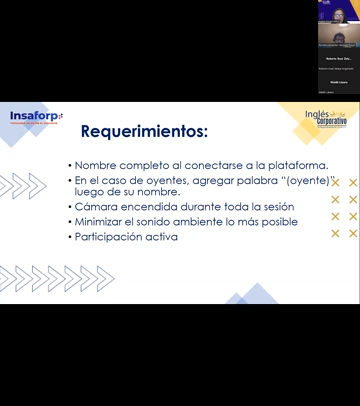 Insaforp
Inglés
Corporativo
Requerimientos:
• Nombre completo al conectarse a la plataforma.
• En el caso de oyentes, agregar palabra "(oyente)",
luego de su nombre.
• Cámara encendida durante toda la sesión
• Minimizar el sonido ambiente lo más posible
• Participación activa